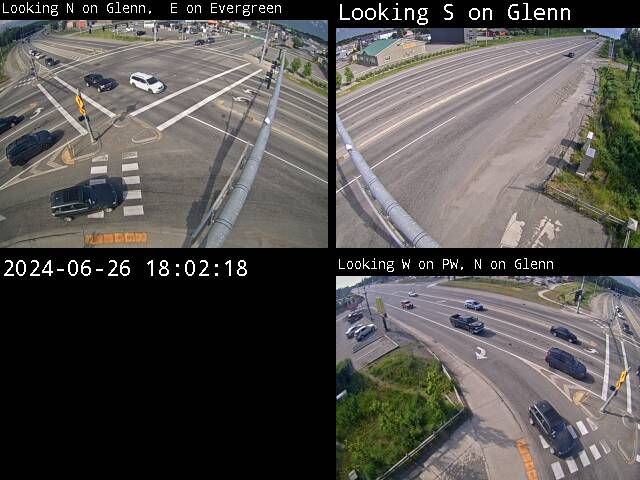 Looking N on Glenn,  E on Evergreen
Looking S on Glenn
2024-06-26 18:02:18
Looking W on PW, N on Glenn